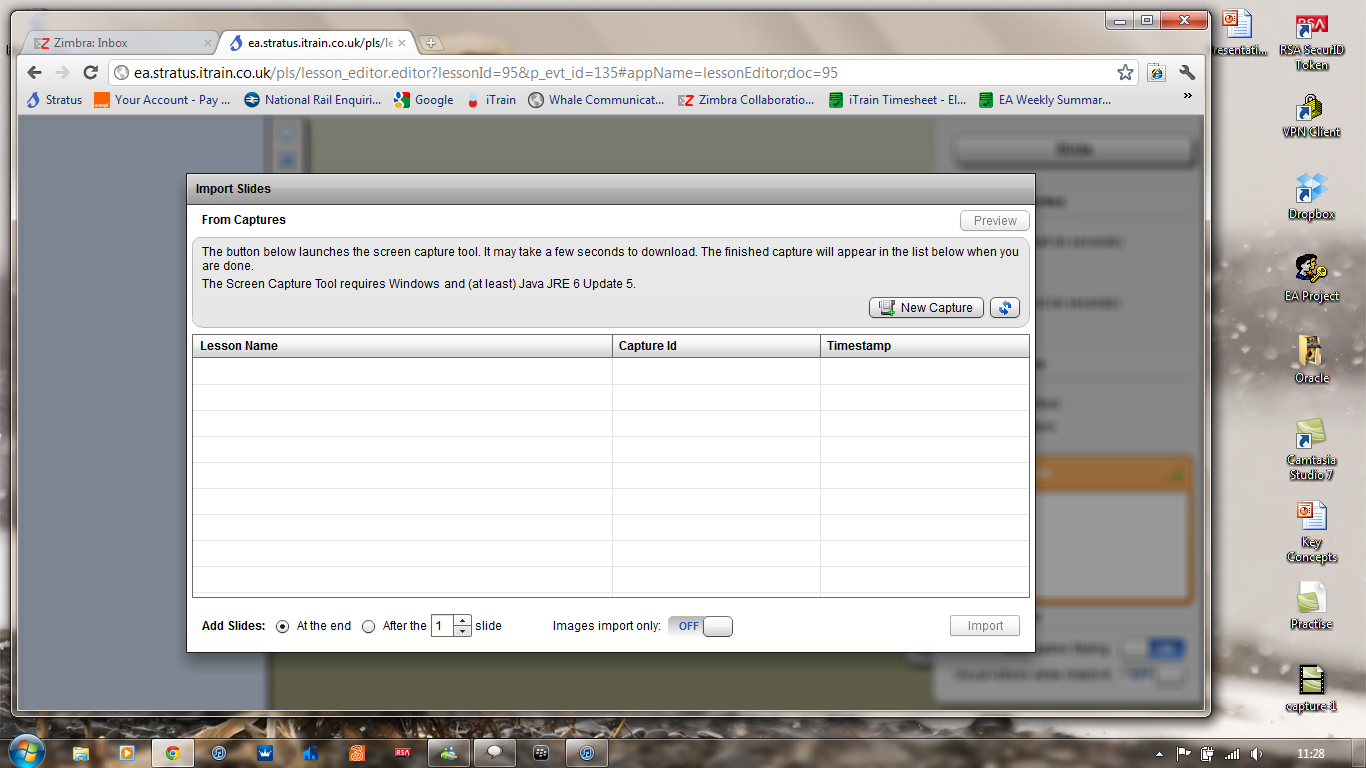 Zimbra: Inbox
ea.stratus.itrain.co.uk/pls/le
ea.stratus.itrain.co.uk/pls/lesson_editor.editor?lessonId=95&p_evt_id=135#appName=lessonEditor;doc=95
Stratus
Your Account - Pay ...
National Rail Enquiri...
Google
iTrain
Whale Communicat...
Zimbra Collaboratio...
iTrain Timesheet - El...
EA Weekly Summar...
»
Slide
Import Slides
From Captures
Preview
The button below launches the screen capture tool. It may take a few seconds to download. The finished capture will appear in the list below when you
are done.
The Screen Capture Tool requires Windows and (at least) Java JRE 6 Update 5.
New Capture
Lesson Name
Capture Id
Timestamp
Add Slides:
At the end
After the
1
slide
Images import only:
OFF
Import
resentati...
RSA
RSA SecurID
Token
VPN Client
Dropbox
EA Project
Oracle
Camtasia
Studio 7
Key
Concepts
Practise
capture-1
RSA
11:28